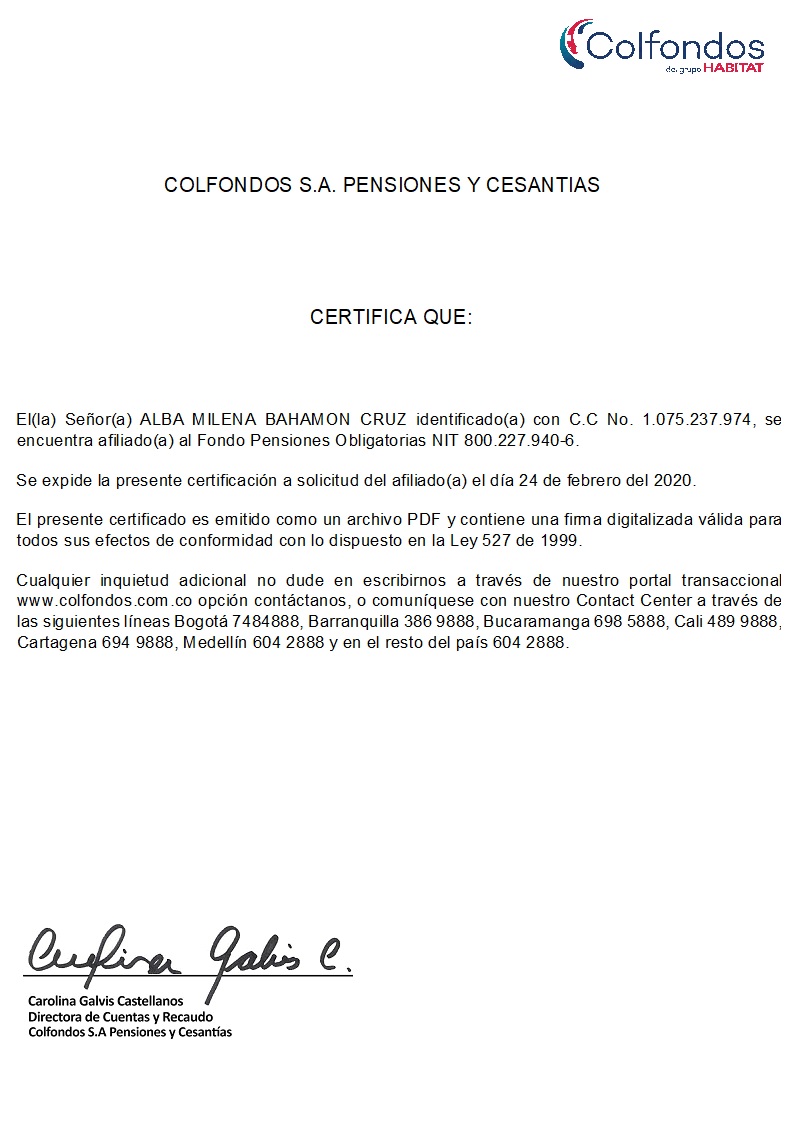 Colfondos
de. grupo HABITAT
COLFONDOS S.A. PENSIONES Y CESANTIAS
CERTIFICA QUE:
El(la) Señor(a) ALBA MILENA BAHAMON CRUZ identificado(a) con C.C No. 1.075.237.974, se
encuentra afiliado(a) al Fondo Pensiones Obligatorias NIT 800.227.940-6.
Se expide la presente certificación a solicitud del afiliado(a) el día 24 de febrero del 2020.
El presente certificado es emitido como un archivo PDF y contiene una firma digitalizada válida para
todos sus efectos de conformidad con lo dispuesto en la Ley 527 de 1999.
Cualquier inquietud adicional no dude en escribirnos a través de nuestro portal transaccional
www.colfondos.com.co opción contáctanos, o comuníquese con nuestro Contact Center a través de
las siguientes líneas Bogotá 7484888, Barranquilla 386 9888, Bucaramanga 698 5888, Cali 489 9888,
Cartagena 694 9888, Medellín 604 2888 y en el resto del país 604 2888.
Carolina Galvis C.
Carolina Galvis Castellanos
Directora de Cuentas y Recaudo
Colfondos S.A Pensiones y Cesantías